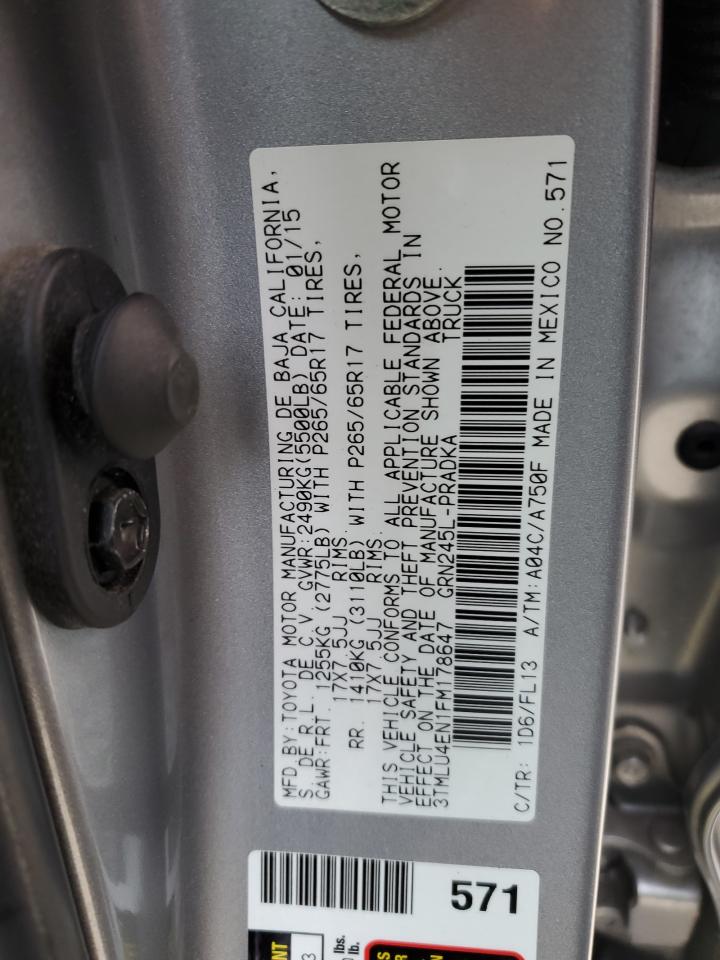 MFD.BY:TOYOTA MOTOR MANUFACTURING DE BAJA CALIFORNIA,
S. DE R.L. DE C.V. GVWR:2490KG(5500LB) DATE: 01/15
GAWR:FRT. 1255KG (2775LB) WITH P265/65R17 TIRES,
17X7.5JJ RIMS.
RR. 1410KG (3110LB) WITH P265/65R17 TIRES,
17X7.5JJ RIMS.
THIS VEHICLE CONFORMS TO ALL APPLICABLE FEDERAL MOTOR
VEHICLE SAFETY AND THEFT PREVENTION STANDARDS IN
EFFECT ON THE DATE OF MANUFACTURE SHOWN ABOVE.
3TMLU4EN1FM178647 GRN245L-PRADKA TRUCK
C/TR: 1D6/FL13 A/TM:A04C/A750F MADE IN MEXICO NO.571
571
lbs.
lb.